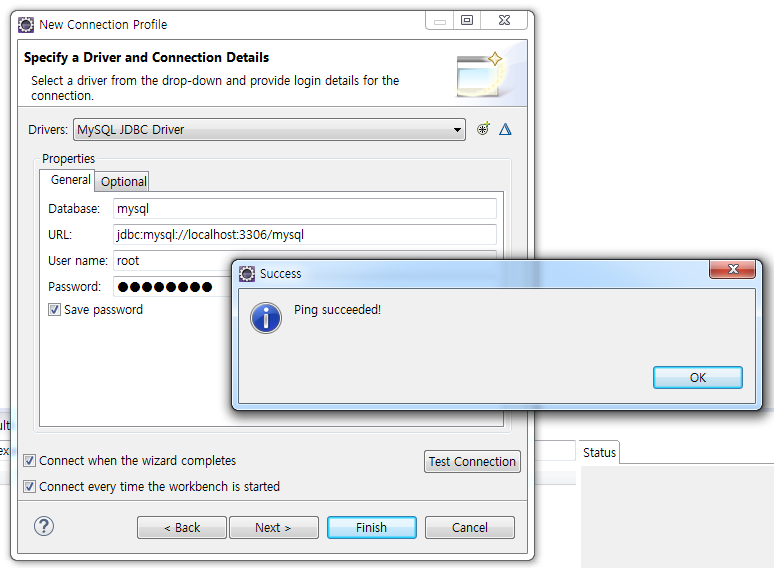 New Connection Profile
Specify a Driver and Connection Details
Select a driver from the drop-down and provide login details for the
connection.
Drivers: MySQL JDBC Driver
Properties
General Optional
Database: mysql
URL: jdbc:mysql://localhost:3306/mysql
User name: root
Password: ●●●●●●●●
Save password
Success
Ping succeeded!
OK
Connect when the wizard completes
Test Connection
Connect every time the workbench is started
< Back Next > Finish Cancel
Status